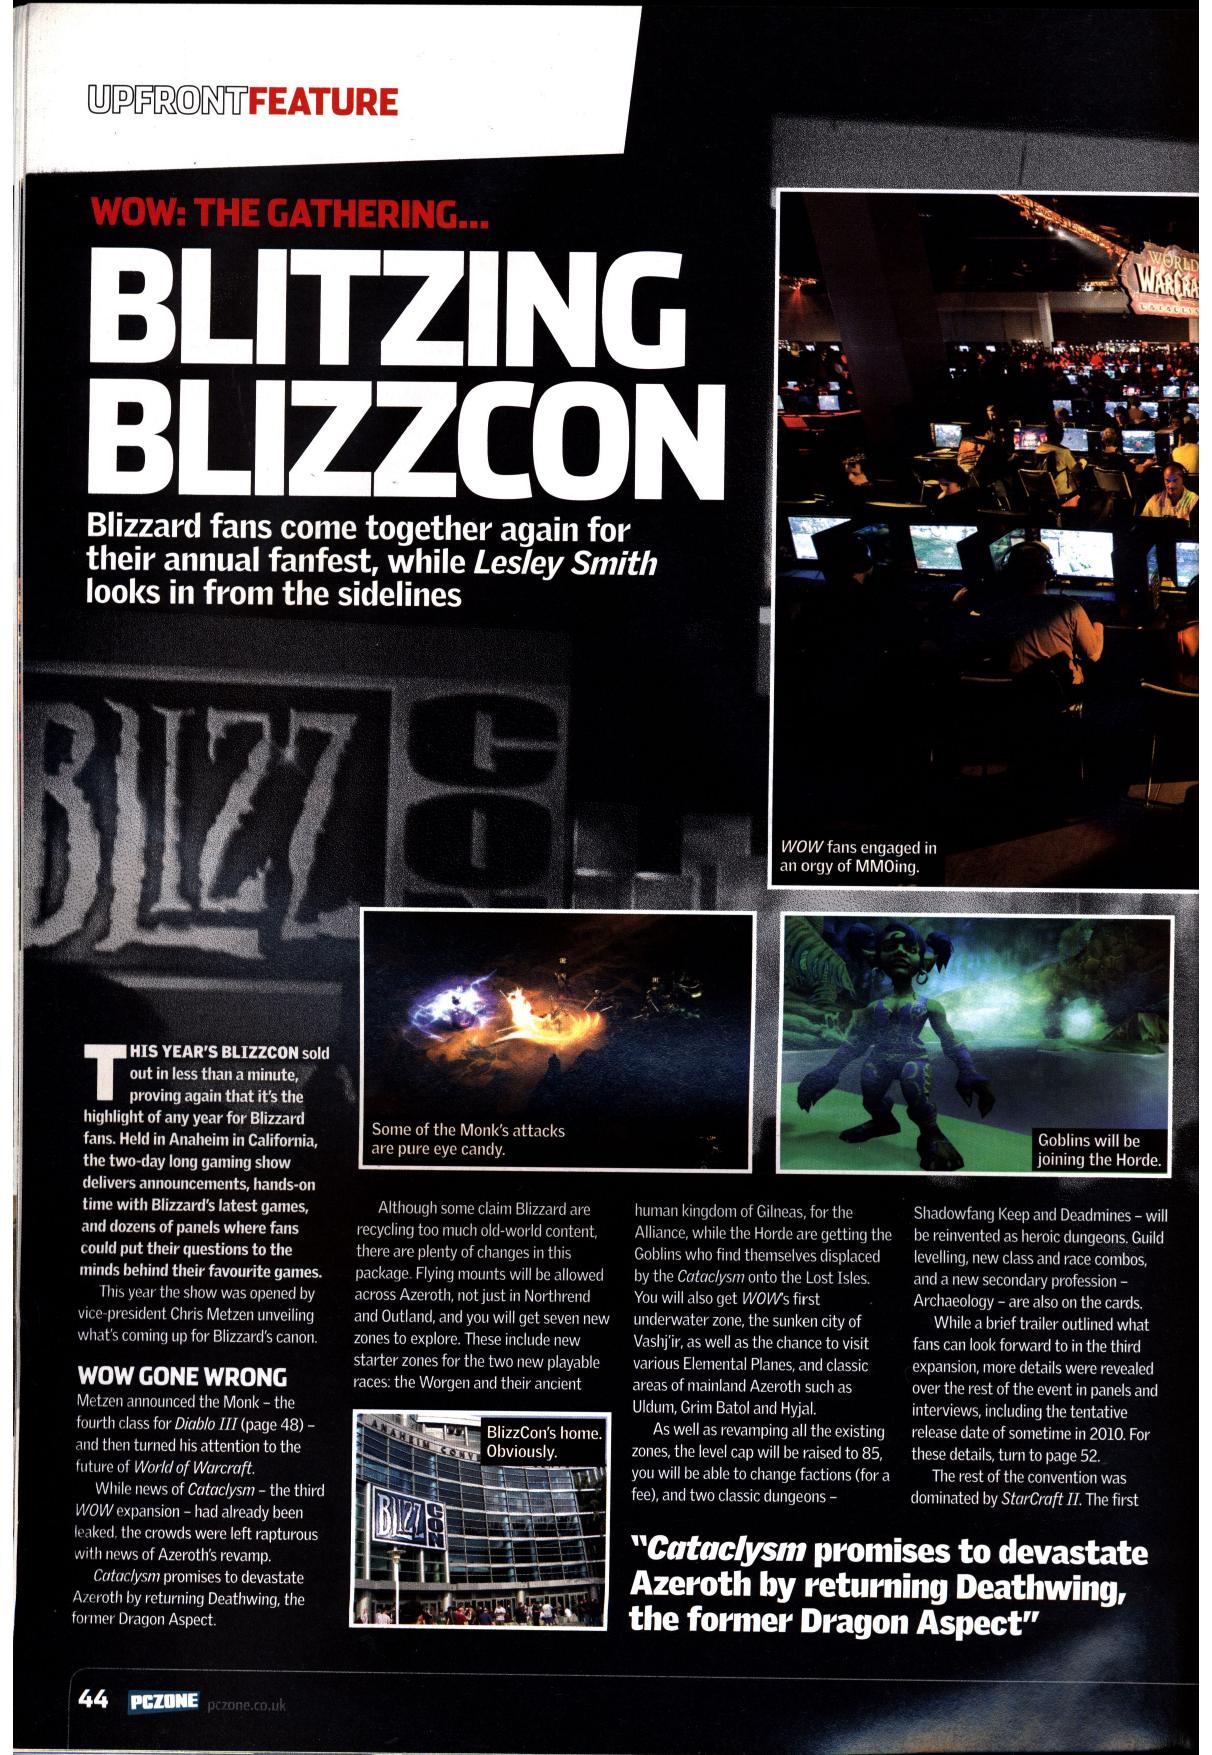 UPFRONTFEATURE
WOW: THE GATHERING...
BLITZING
BLIZZCON
Blizzard fans come together again for
their annual fanfest, while Lesley Smith
looks in from the sidelines
WORLD
WARCRA
CATACLYS
WOW fans engaged in
an orgy of MMOing.
BLIZZ
CO
Some of the Monk's attacks
are pure eye candy.
Goblins will be
joining the Horde.
THIS YEAR'S BLIZZCON sold
out in less than a minute,
proving again that it's the
highlight of any year for Blizzard
fans. Held in Anaheim in California,
the two-day long gaming show
delivers announcements, hands-on
time with Blizzard's latest games,
and dozens of panels where fans
could put their questions to the
minds behind their favourite games.
This year the show was opened by
vice-president Chris Metzen unveiling
what's coming up for Blizzard's canon.
WOW GONE WRONG
Metzen announced the Monk – the
fourth class for Diablo III (page 48) –
and then turned his attention to the
future of World of Warcraft.
While news of Cataclysm – the third
WOW expansion – had already been
leaked, the crowds were left rapturous
with news of Azeroth's revamp.
Cataclysm promises to devastate
Azeroth by returning Deathwing, the
former Dragon Aspect.
Although some claim Blizzard are
recycling too much old-world content,
there are plenty of changes in this
package. Flying mounts will be allowed
across Azeroth, not just in Northrend
and Outland, and you will get seven new
zones to explore. These include new
starter zones for the two new playable
races: the Worgen and their ancient
ANAHEIM CONV
BlizzCon's home.
Obviously.
BLIZZ
CON
human kingdom of Gilneas, for the
Alliance, while the Horde are getting the
Goblins who find themselves displaced
by the Cataclysm onto the Lost Isles.
You will also get WOW's first
underwater zone, the sunken city of
Vashj'ir, as well as the chance to visit
various Elemental Planes, and classic
areas of mainland Azeroth such as
Uldum, Grim Batol and Hyjal.
As well as revamping all the existing
zones, the level cap will be raised to 85,
you will be able to change factions (for a
fee), and two classic dungeons –
Shadowfang Keep and Deadmines – will
be reinvented as heroic dungeons. Guild
levelling, new class and race combos,
and a new secondary profession –
Archaeology – are also on the cards.
While a brief trailer outlined what
fans can look forward to in the third
expansion, more details were revealed
over the rest of the event in panels and
interviews, including the tentative
release date of sometime in 2010. For
these details, turn to page 52.
The rest of the convention was
dominated by StarCraft II. The first
"Cataclysm promises to devastate
Azeroth by returning Deathwing,
the former Dragon Aspect"
44 PCZONE pczone.co.uk